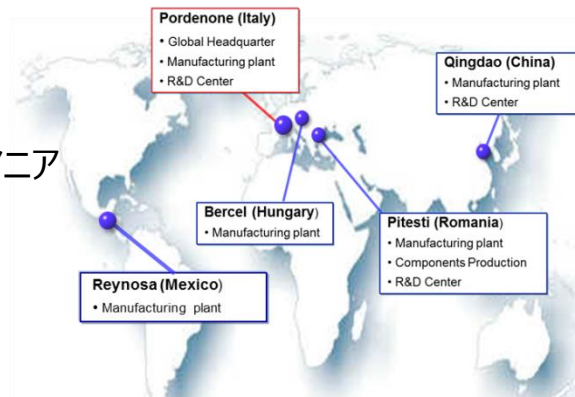 Pordenone (Italy)
• Global Headquarter
• Manufacturing plant
• R&D Center
Qingdao (China)
• Manufacturing plant
• R&D Center
ニア
Bercel (Hungary)
• Manufacturing plant
Pitesti (Romania)
• Manufacturing plant
• Components Production
• R&D Center
Reynosa (Mexico)
• Manufacturing plant